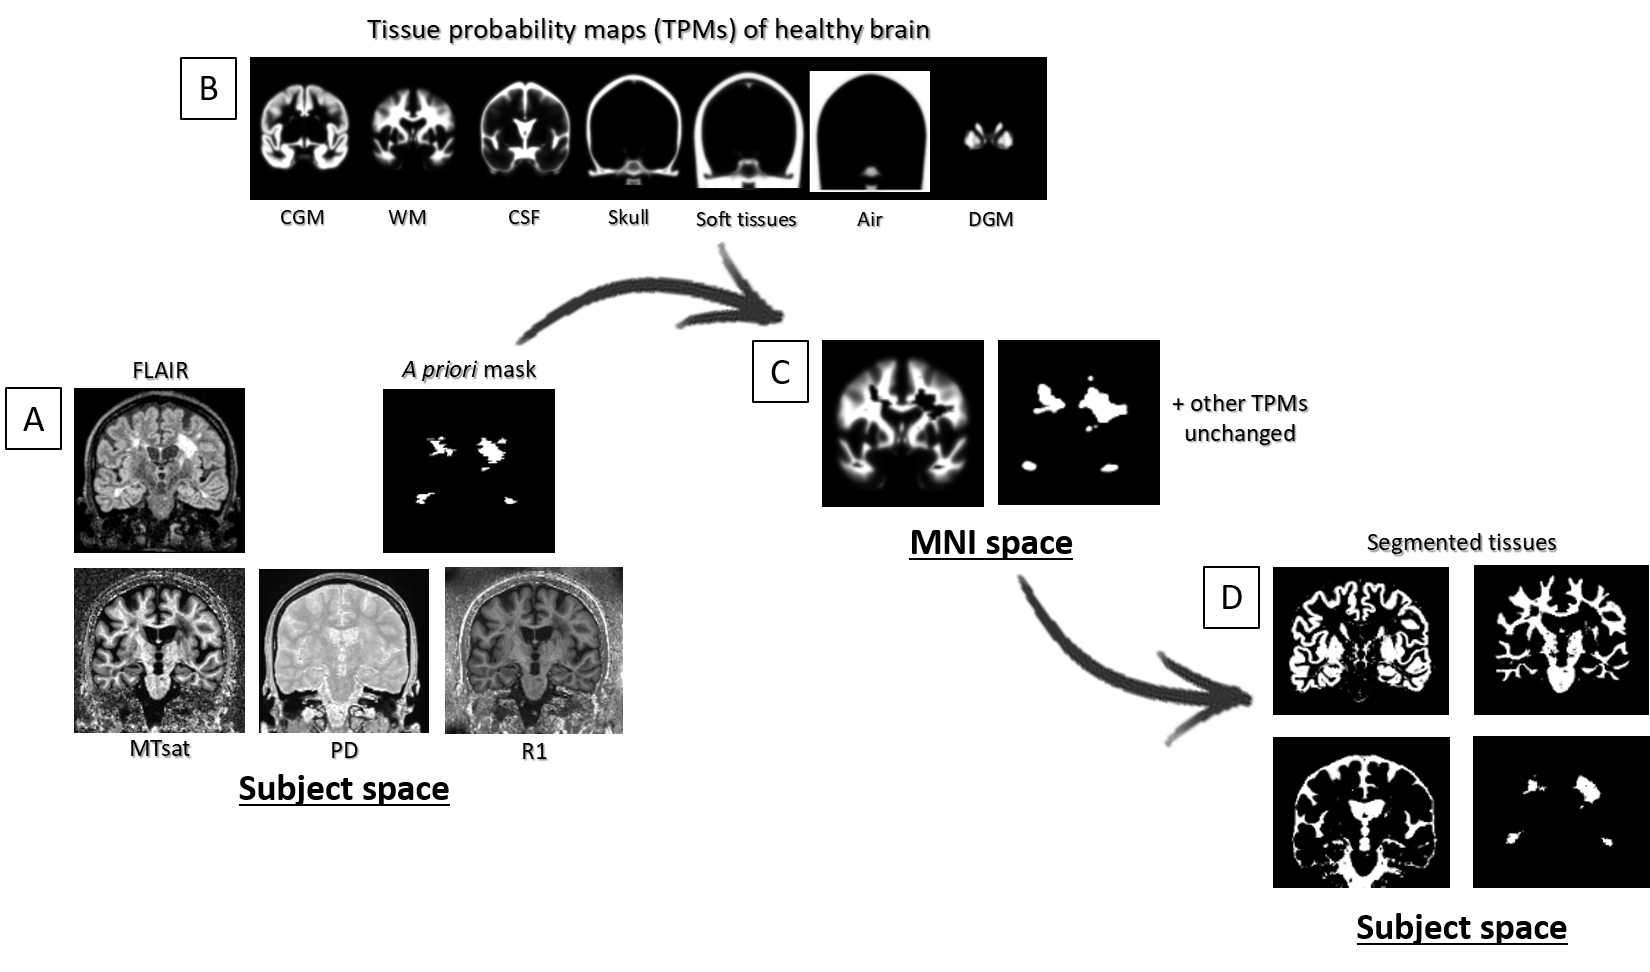 Tissue probability maps (TPMs) of healthy brain
B
CGM
WM
CSF
Skull
Soft tissues
Air
DGM
A
FLAIR
A priori mask
MTsat
PD
R1
Subject space
C
+ other TPMs
unchanged
MNI space
D
Segmented tissues
Subject space